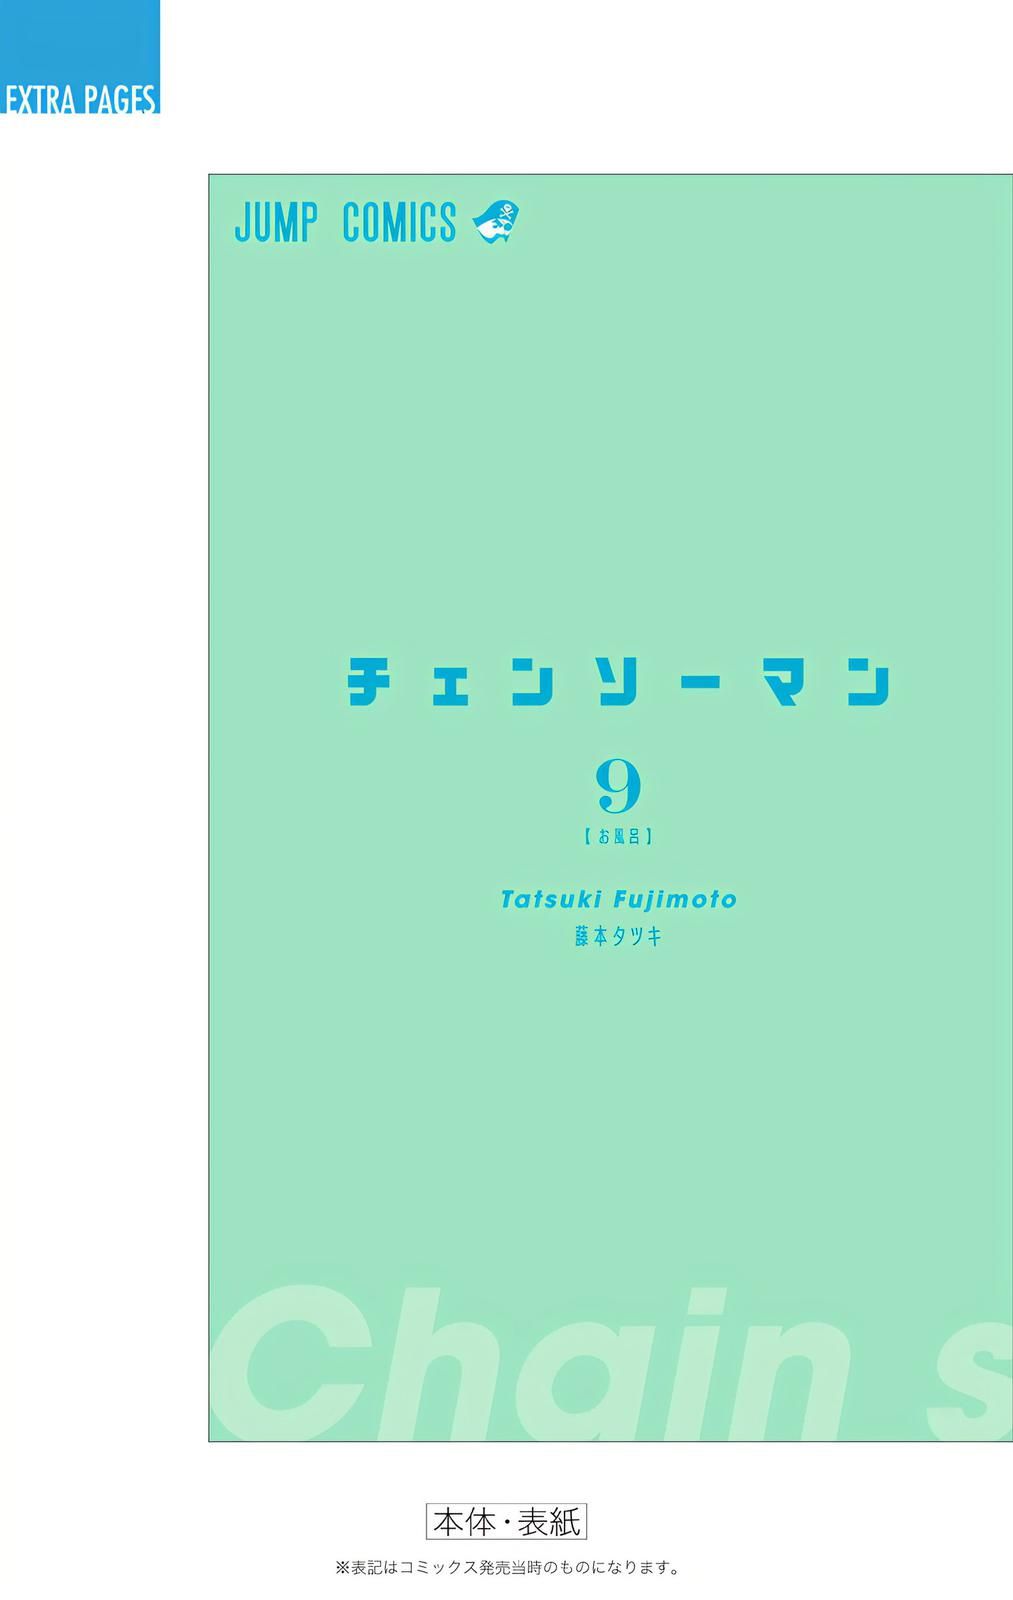 EXTRA PAGES
JUMP COMICS
チェンソーマン
9
【お風呂】
Tatsuki Fujimoto
藤本タツキ
Chain s
本体・表紙
※表記はコミックス発売当時のものになります。